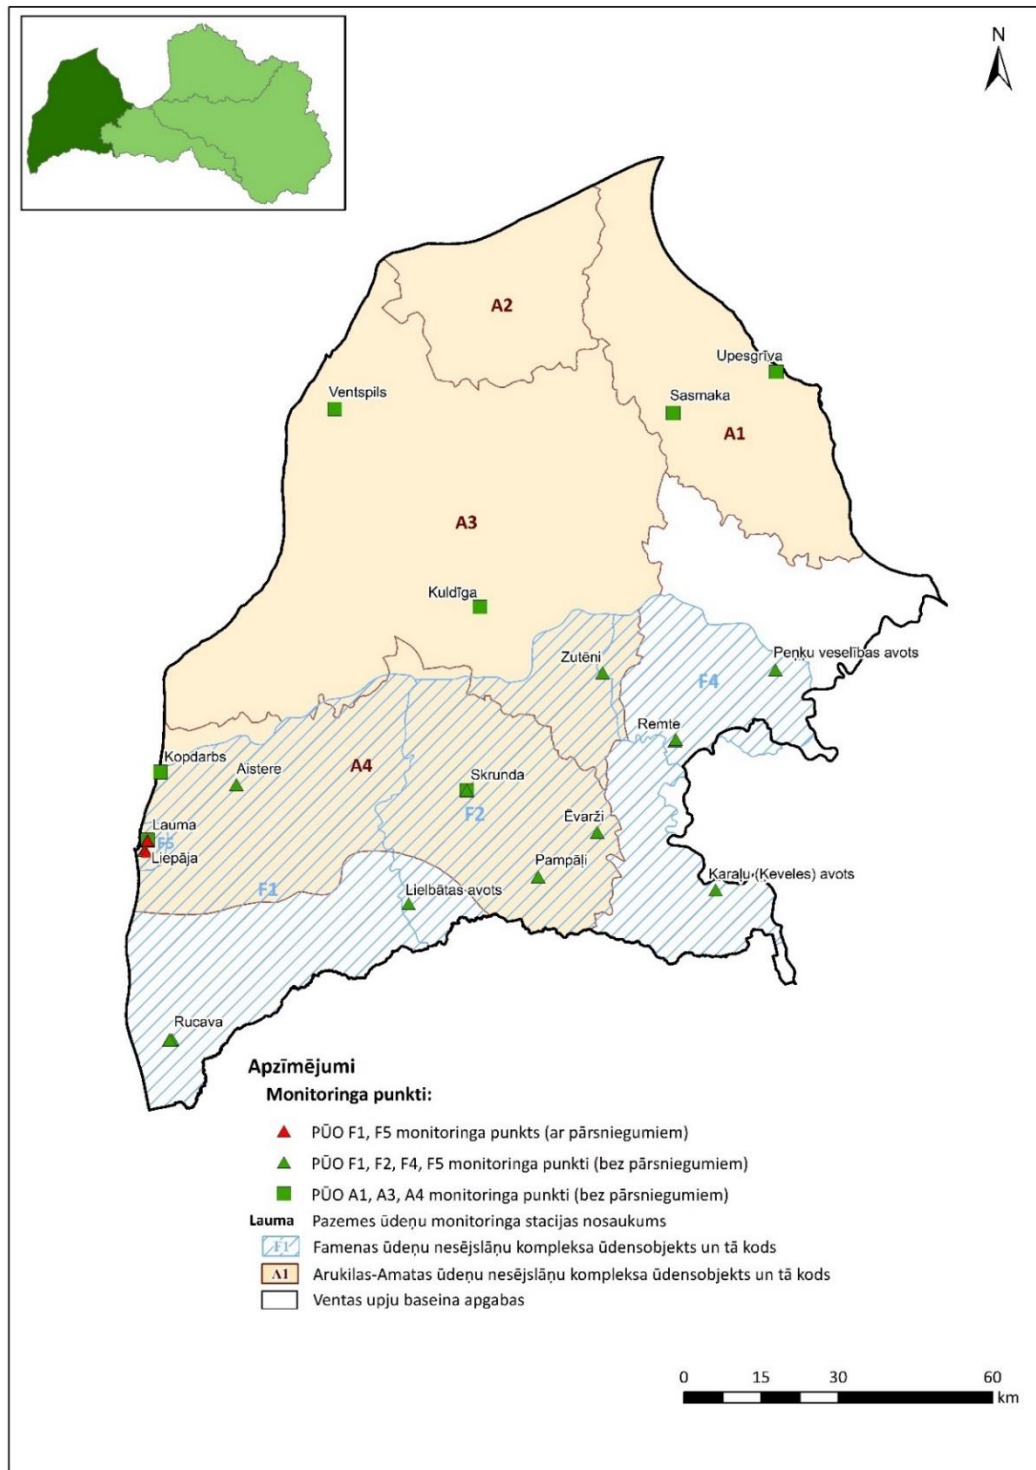 N
A2
Upesgrīva
Ventspils
Sasmaka
A1
A3
Kuldīga
Zutēni
Peņķu veselības avots
F4
Remte
Kopdarbs
Aistere
A4
Skrunda
F2
Lauma
F5
Liepāja
Ēvarži
Pampāļi
F1
Lielbātas avots
Ķaraļu (Ķeveles) avots
Rucava
Apzīmējumi
Monitoringa punkti:
PŪO F1, F5 monitoringa punkts (ar pārsniegumiem)
PŪO F1, F2, F4, F5 monitoringa punkti (bez pārsniegumiem)
PŪO A1, A3, A4 monitoringa punkti (bez pārsniegumiem)
Lauma Pazemes ūdeņu monitoringa stacijas nosaukums
F1 Famenas ūdeņu nesējslāņu kompleksa ūdensobjekts un tā kods
A1 Arukilas-Amatas ūdeņu nesējslāņu kompleksa ūdensobjekts un tā kods
Ventas upju baseina apgabas
0 15 30 60
km